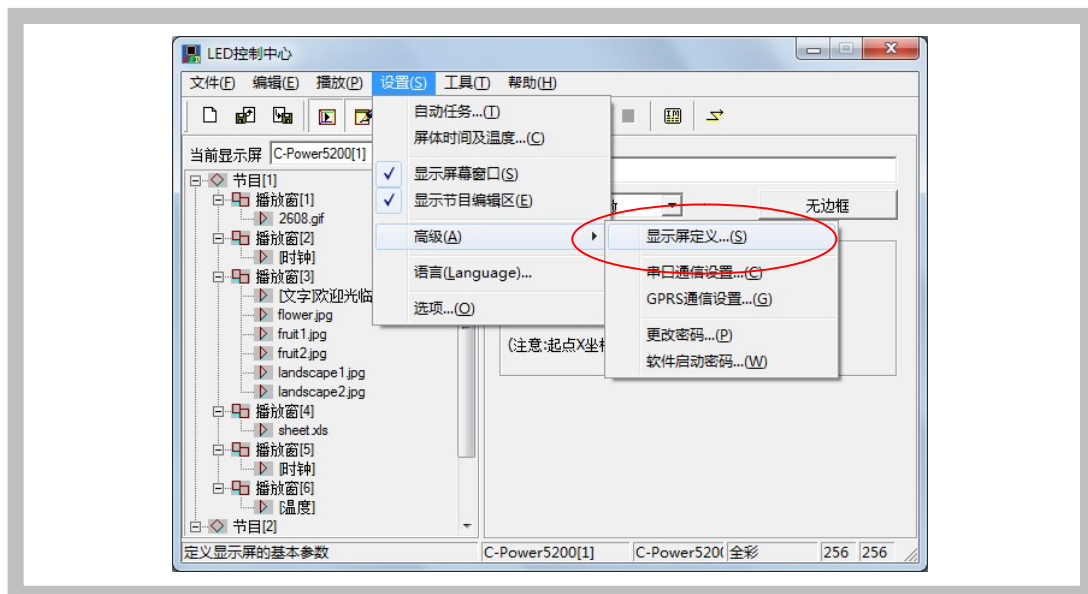 LED控制中心
文件(F) 编辑(E) 播放(P) 设置(S) 工具(T) 帮助(H)
当前显示屏 C-Power5200[1]
节目[1]
播放窗[1]
2608.gif
播放窗[2]
[时钟]
播放窗[3]
[文字]欢迎光临
flower.jpg
fruit1.jpg
fruit2.jpg
landscape1.jpg
landscape2.jpg
播放窗[4]
sheet.xls
播放窗[5]
[时钟]
播放窗[6]
[温度]
节目[2]
自动任务...(T)
屏体时间及温度...(C)
显示屏幕窗口(S)
显示节目编辑区(E)
高级(A)
语言(Language)...
选项...(O)
显示屏定义...(S)
串口通信设置...(C)
GPRS通信设置...(G)
更改密码...(P)
软件启动密码...(W)
无边框
(注意:起点X坐标
定义显示屏的基本参数 C-Power5200[1] C-Power520( 全彩 256 256